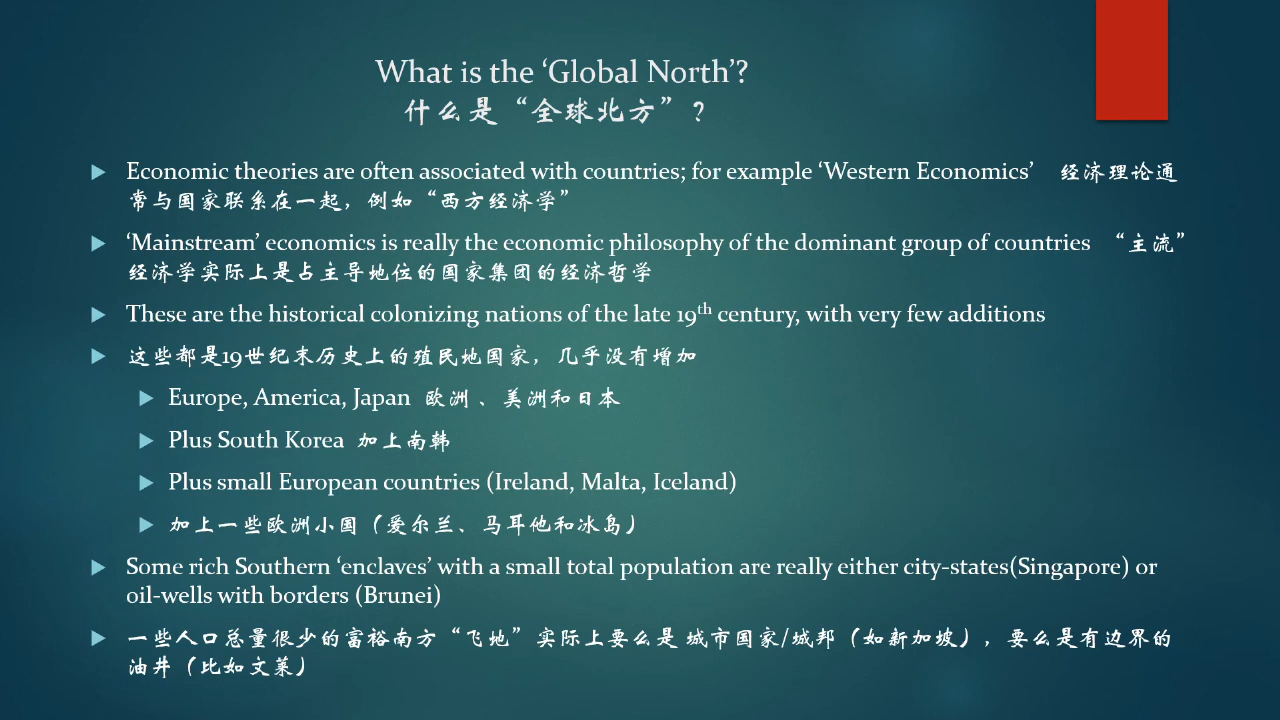 What is the ‘Global North’?
什么是“全球北方”？
Economic theories are often associated with countries; for example ‘Western Economics’ 经济理论通
常与国家联系在一起，例如“西方经济学”
‘Mainstream’ economics is really the economic philosophy of the dominant group of countries “主流”
经济学实际上是占主导地位的国家集团的经济哲学
These are the historical colonizing nations of the late 19th century, with very few additions
这些都是19世纪末历史上的殖民地国家，几乎没有增加
Europe, America, Japan 欧洲、美洲和日本
Plus South Korea 加上南韩
Plus small European countries (Ireland, Malta, Iceland)
加上一些欧洲小国（爱尔兰、马耳他和冰岛）
Some rich Southern ‘enclaves’ with a small total population are really either city-states(Singapore) or
oil-wells with borders (Brunei)
一些人口总量很少的富裕南方“飞地”实际上要么是 城市国家/城邦（如新加坡），要么是有边界的
油井（比如文莱）